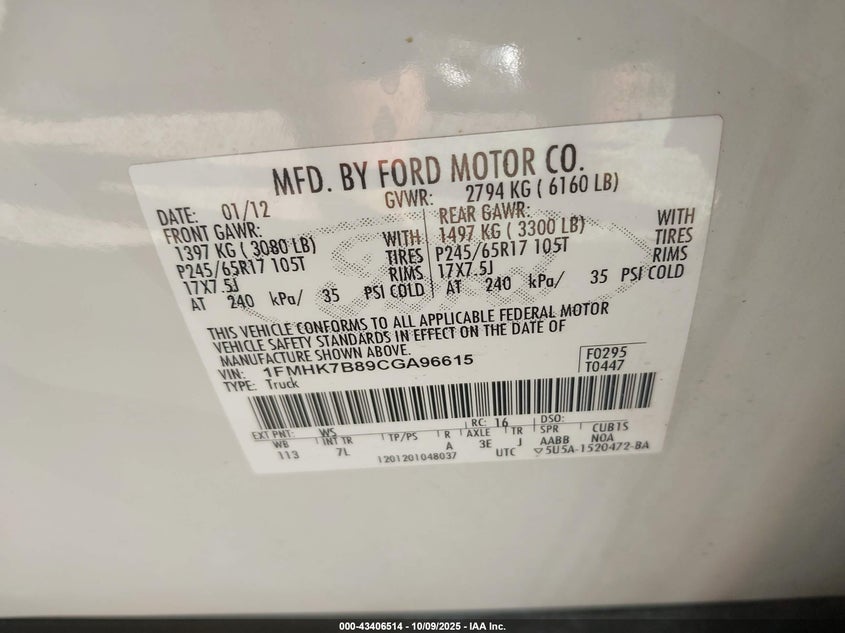 MFD. BY FORD MOTOR CO.
DATE: 01/12 GVWR: 2794 KG ( 6160 LB)
FRONT GAWR: REAR GAWR:
1397 KG ( 3080 LB) WITH 1497 KG ( 3300 LB) WITH
P245/65R17 105T TIRES P245/65R17 105T TIRES
17X7.5J RIMS 17X7.5J RIMS
AT 240 kPa/ 35 PSI COLD AT 240 kPa/ 35 PSI COLD
THIS VEHICLE CONFORMS TO ALL APPLICABLE FEDERAL MOTOR
VEHICLE SAFETY STANDARDS IN EFFECT ON THE DATE OF
MANUFACTURE SHOWN ABOVE.
VIN: 1FMHK7B89CGA96615 F0295
TYPE: Truck T0447
EXT PNT: WS RC: 16 DSO:
WB INT TR TP/PS R AXLE TR SPR CUB1S
113 7L A 3E J AABB NOA
1201201048037 UTC ▽5U5A-1520472-BA
000-43406514 - 10/09/2025 - IAA Inc.